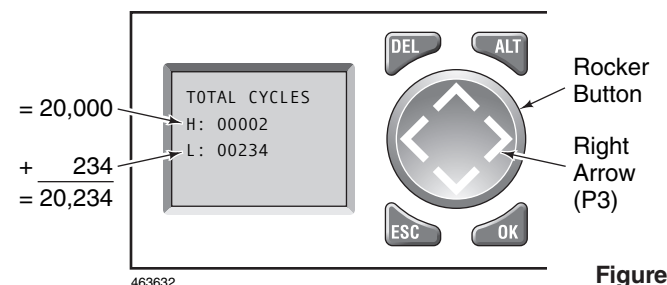 = 20,000
+ 234
= 20,234
TOTAL CYCLES
H: 00002
L: 00234
DEL
ALT
ESC
OK
Rocker
Button
Right
Arrow
(P3)
463632
Figure